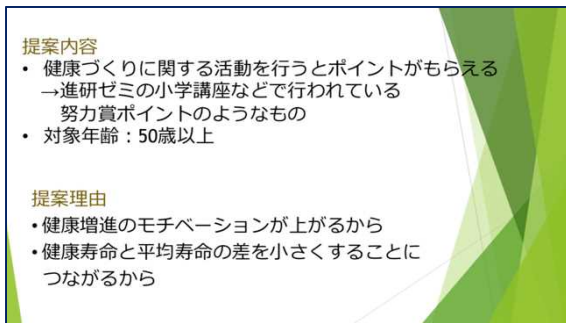 提案内容
• 健康づくりに関する活動を行うとポイントがもらえる
→進研ゼミの小学講座などで行われている
努力賞ポイントのようなもの
• 対象年齢：50歳以上
提案理由
• 健康増進のモチベーションが上がるから
• 健康寿命と平均寿命の差を小さくすることに
つながるから